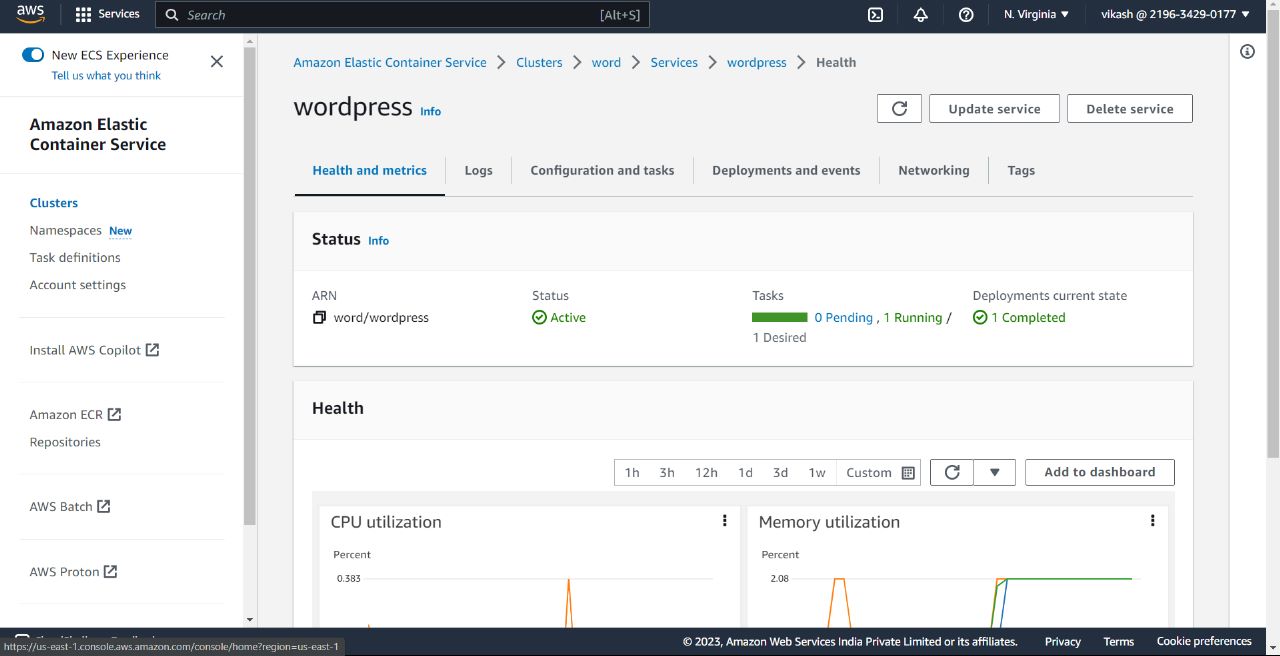 aws
Services
Search
[Alt+S]
N. Virginia
vikash @ 2196-3429-0177
New ECS Experience
Tell us what you think
Amazon Elastic
Container Service
Clusters
Namespaces New
Task definitions
Account settings
Install AWS Copilot
Amazon ECR
Repositories
AWS Batch
AWS Proton
Amazon Elastic Container Service > Clusters > word > Services > wordpress > Health
wordpress Info
Update service
Delete service
Health and metrics
Logs
Configuration and tasks
Deployments and events
Networking
Tags
Status Info
ARN
word/wordpress
Status
Active
Tasks
0 Pending , 1 Running /
1 Desired
Deployments current state
1 Completed
Health
1h 3h 12h 1d 3d 1w Custom
Add to dashboard
CPU utilization
Percent
0.383
Memory utilization
Percent
2.08
https://us-east-1.console.aws.amazon.com/console/home?region=us-east-1
© 2023, Amazon Web Services India Private Limited or its affiliates.
Privacy
Terms
Cookie preferences